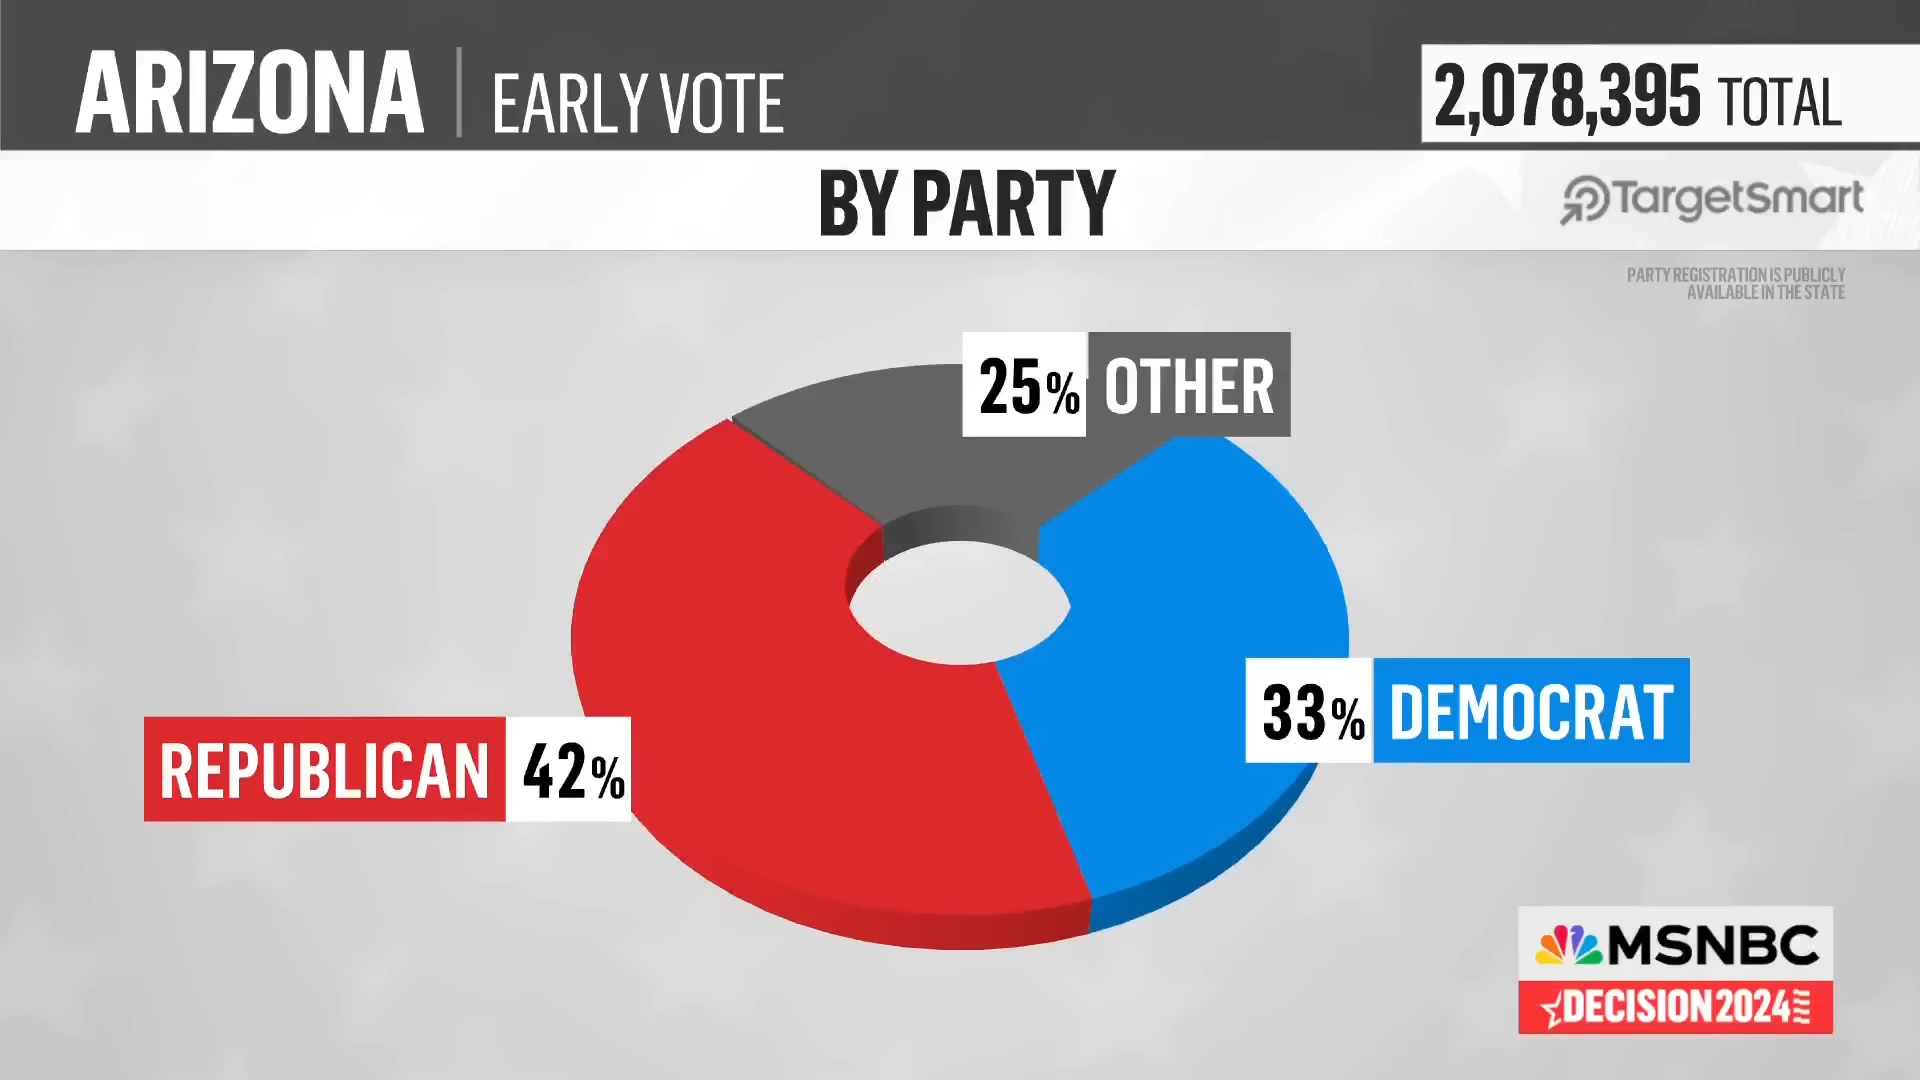 ARIZONA | EARLY VOTE
2,078,395 TOTAL
BY PARTY
TargetSmart
PARTY REGISTRATION IS PUBLICLY
AVAILABLE IN THE STATE
25% OTHER
33% DEMOCRAT
REPUBLICAN 42%
MSNBC
DECISION 2024